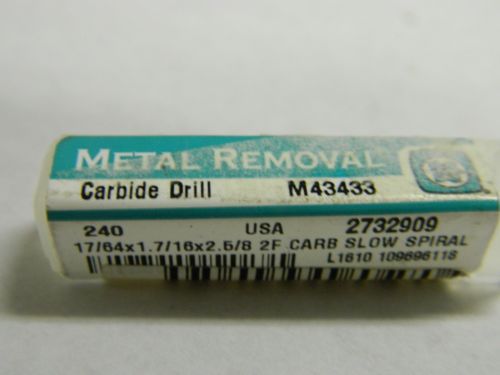 METAL REMOVAL
Carbide Drill M43433
240 USA 2732909
17/64x1.7/16x2.5/8 2F CARB SLOW SPIRAL
L1610 109696118